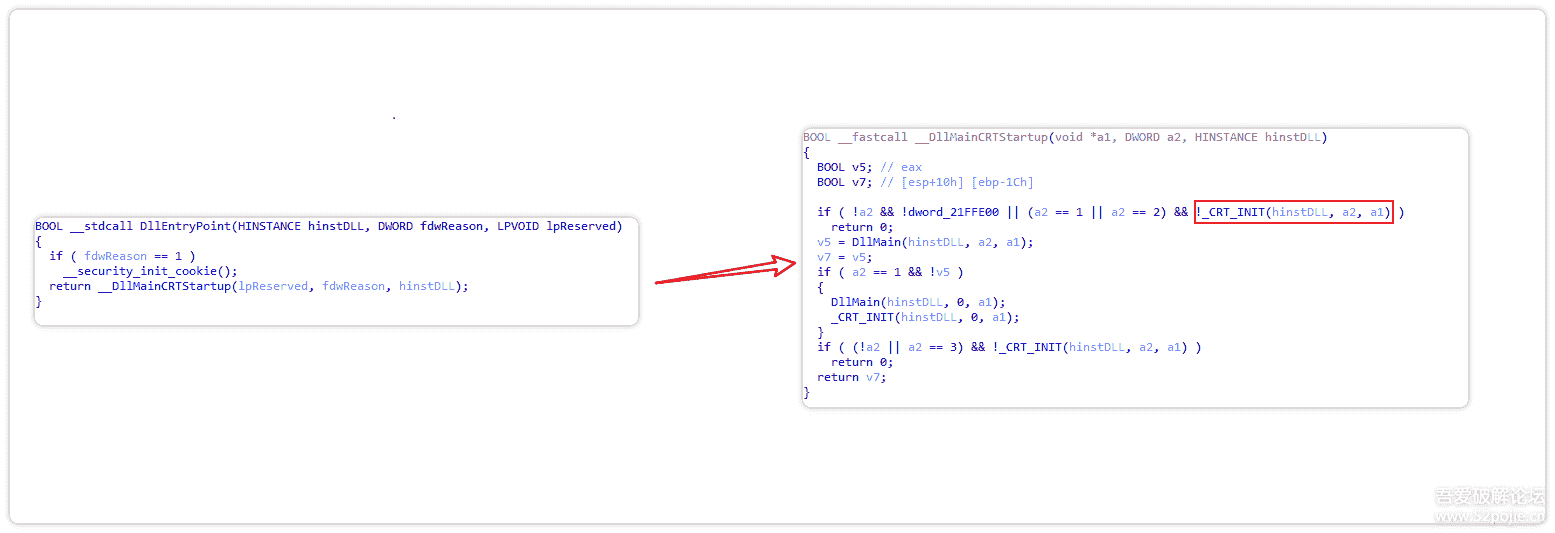 BOOL __stdcall DllEntryPoint(HINSTANCE hinstDLL, DWORD fdwReason, LPVOID lpReserved)
{
  if ( fdwReason == 1 )
    __security_init_cookie();
  return __DllMainCRTStartup(lpReserved, fdwReason, hinstDLL);
}
BOOL __fastcall __DllMainCRTStartup(void *a1, DWORD a2, HINSTANCE hinstDLL)
{
  BOOL v5; // eax
  BOOL v7; // [esp+10h] [ebp-1Ch]
  if ( !a2 && !dword_21FFE00 || (a2 == 1 || a2 == 2) && !_CRT_INIT(hinstDLL, a2, a1) )
    return 0;
  v5 = DllMain(hinstDLL, a2, a1);
  v7 = v5;
  if ( a2 == 1 && !v5 )
  {
    DllMain(hinstDLL, 0, a1);
    _CRT_INIT(hinstDLL, 0, a1);
  }
  if ( (!a2 || a2 == 3) && !_CRT_INIT(hinstDLL, a2, a1) )
    return 0;
  return v7;
}
吾爱破解论坛
www.52pojie.cn